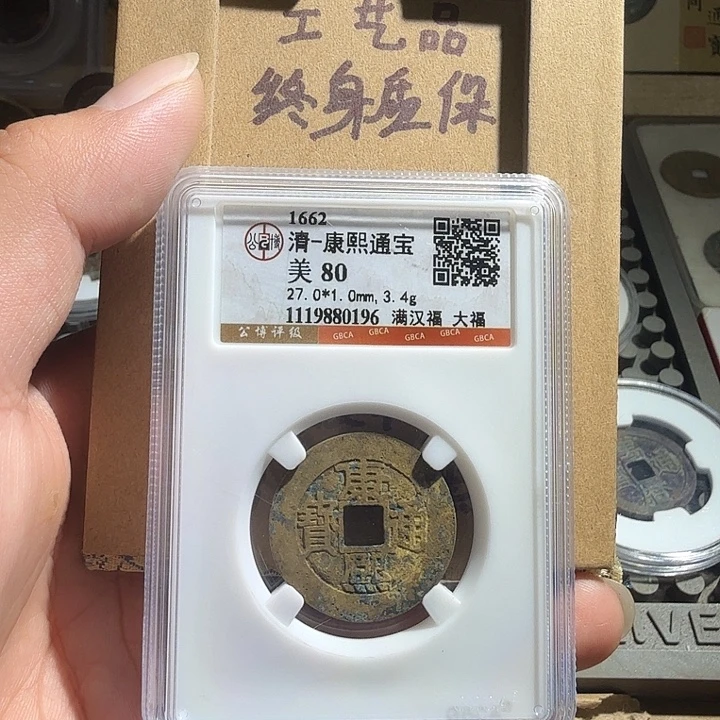 工艺品
终身质保
1662
清-康熙通宝
美 80
27.0*1.0mm, 3.4g
1119880196 满汉福 大福
公博评级 GBCA GBCA GBCA GBCA GBCA
康
寶 通
熙